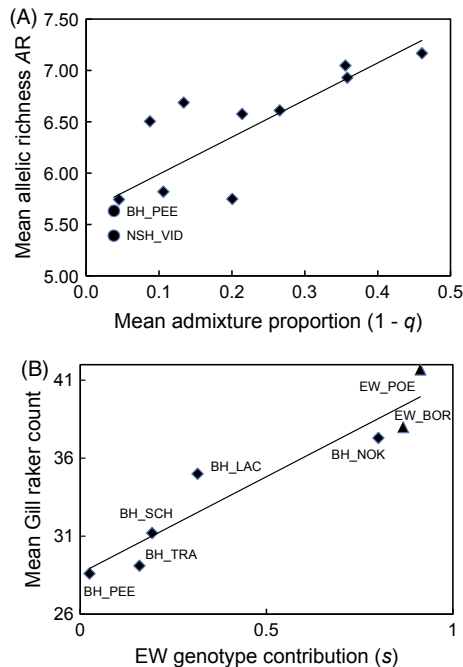 (A)
7.50
7.00
6.50
6.00
5.50
5.00
Mean allelic richness AR
BH_PEE
NSH_VID
0.0 0.1 0.2 0.3 0.4 0.5
Mean admixture proportion (1 - q)
(B)
41
36
31
26
Mean Gill raker count
EW_POE
EW_BOR
BH_NOK
BH_LAC
BH_SCH
BH_TRA
BH_PEE
0 0.5 1
EW genotype contribution (s)